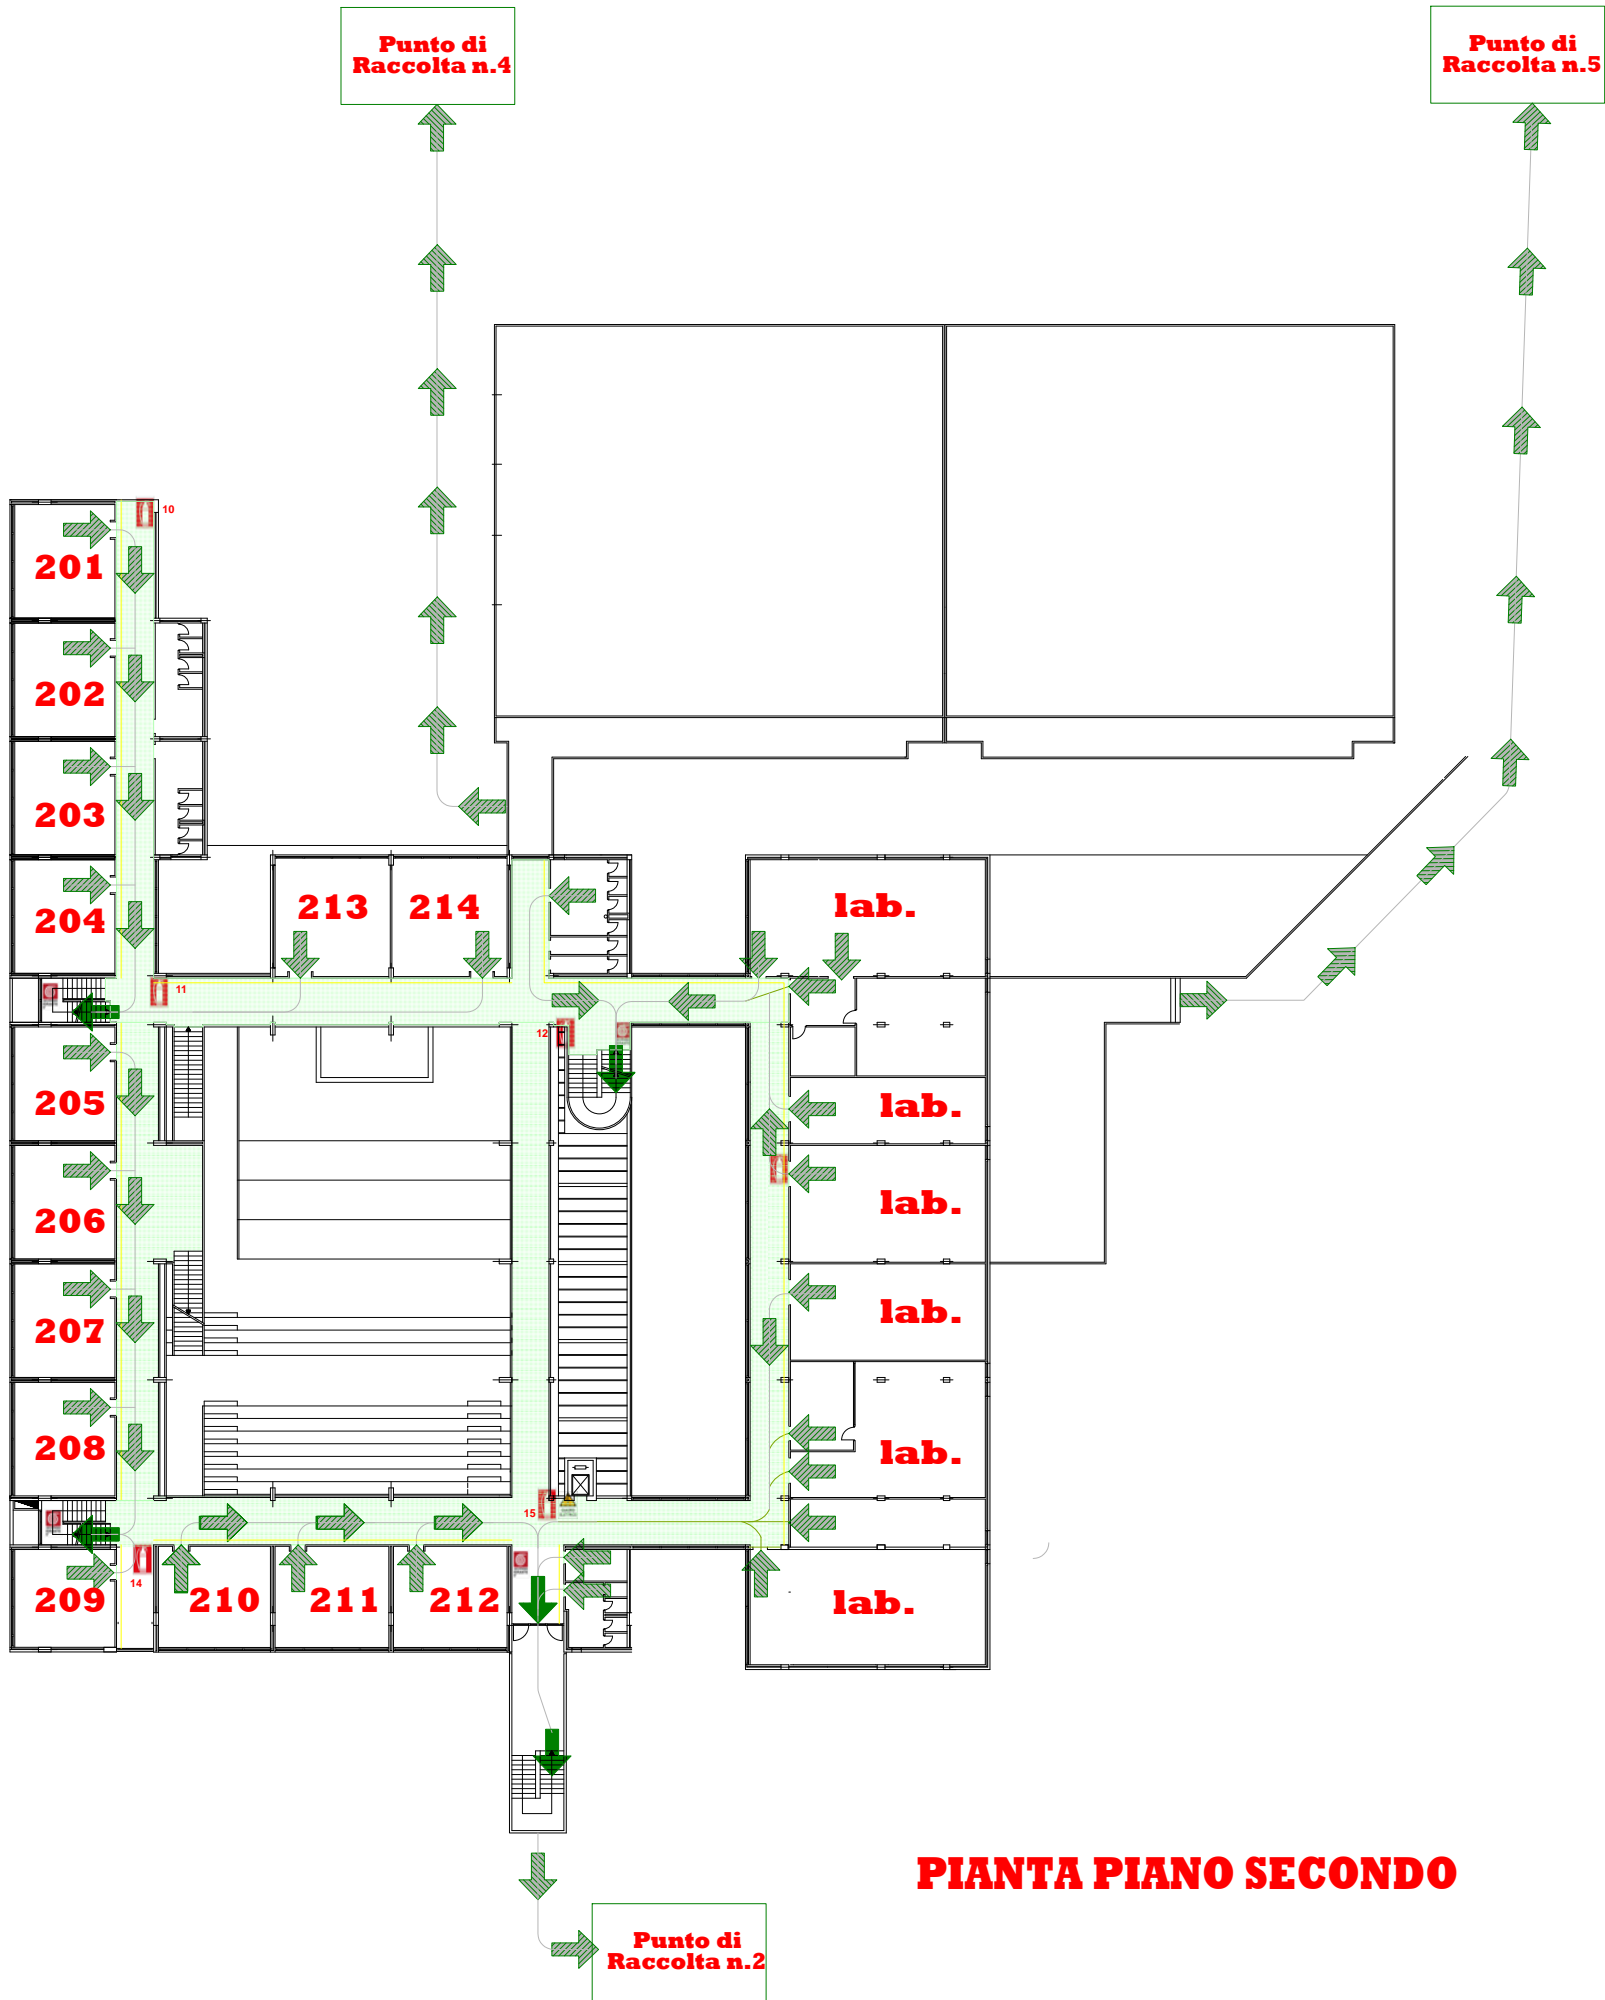 Punto di
Raccolta n.4
Punto di
Raccolta n.5
10
201
202
203
204
213
214
lab.
11
12
205
lab.
206
lab.
207
lab.
208
lab.
15
14
209
210
211
212
lab.
PIANTA PIANO SECONDO
Punto di
Raccolta n.2